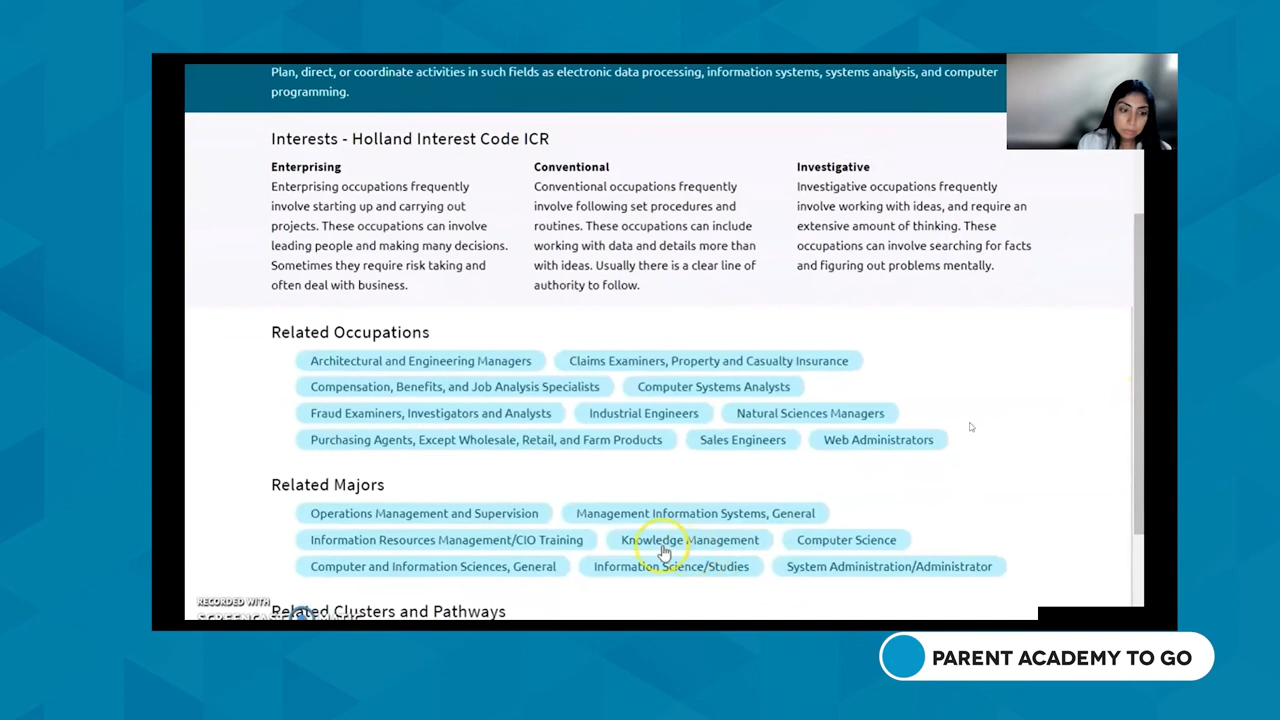 Plan, direct, or coordinate activities in such fields as electronic data processing, information systems, systems analysis, and computer
programming.
Interests - Holland Interest Code ICR
Enterprising
Enterprising occupations frequently
involve starting up and carrying out
projects. These occupations can involve
leading people and making many decisions.
Sometimes they require risk taking and
often deal with business.
Conventional
Conventional occupations frequently
involve following set procedures and
routines. These occupations can include
working with data and details more than
with ideas. Usually there is a clear line of
authority to follow.
Investigative
Investigative occupations frequently
involve working with ideas, and require an
extensive amount of thinking. These
occupations can involve searching for facts
and figuring out problems mentally.
Related Occupations
Architectural and Engineering Managers
Claims Examiners, Property and Casualty Insurance
Compensation, Benefits, and Job Analysis Specialists
Computer Systems Analysts
Fraud Examiners, Investigators and Analysts
Industrial Engineers
Natural Sciences Managers
Purchasing Agents, Except Wholesale, Retail, and Farm Products
Sales Engineers
Web Administrators
Related Majors
Operations Management and Supervision
Management Information Systems, General
Information Resources Management/CIO Training
Knowledge Management
Computer Science
Computer and Information Sciences, General
Information Science/Studies
System Administration/Administrator
RECORDED WITH
Related Clusters and Pathways
PARENT ACADEMY TO GO